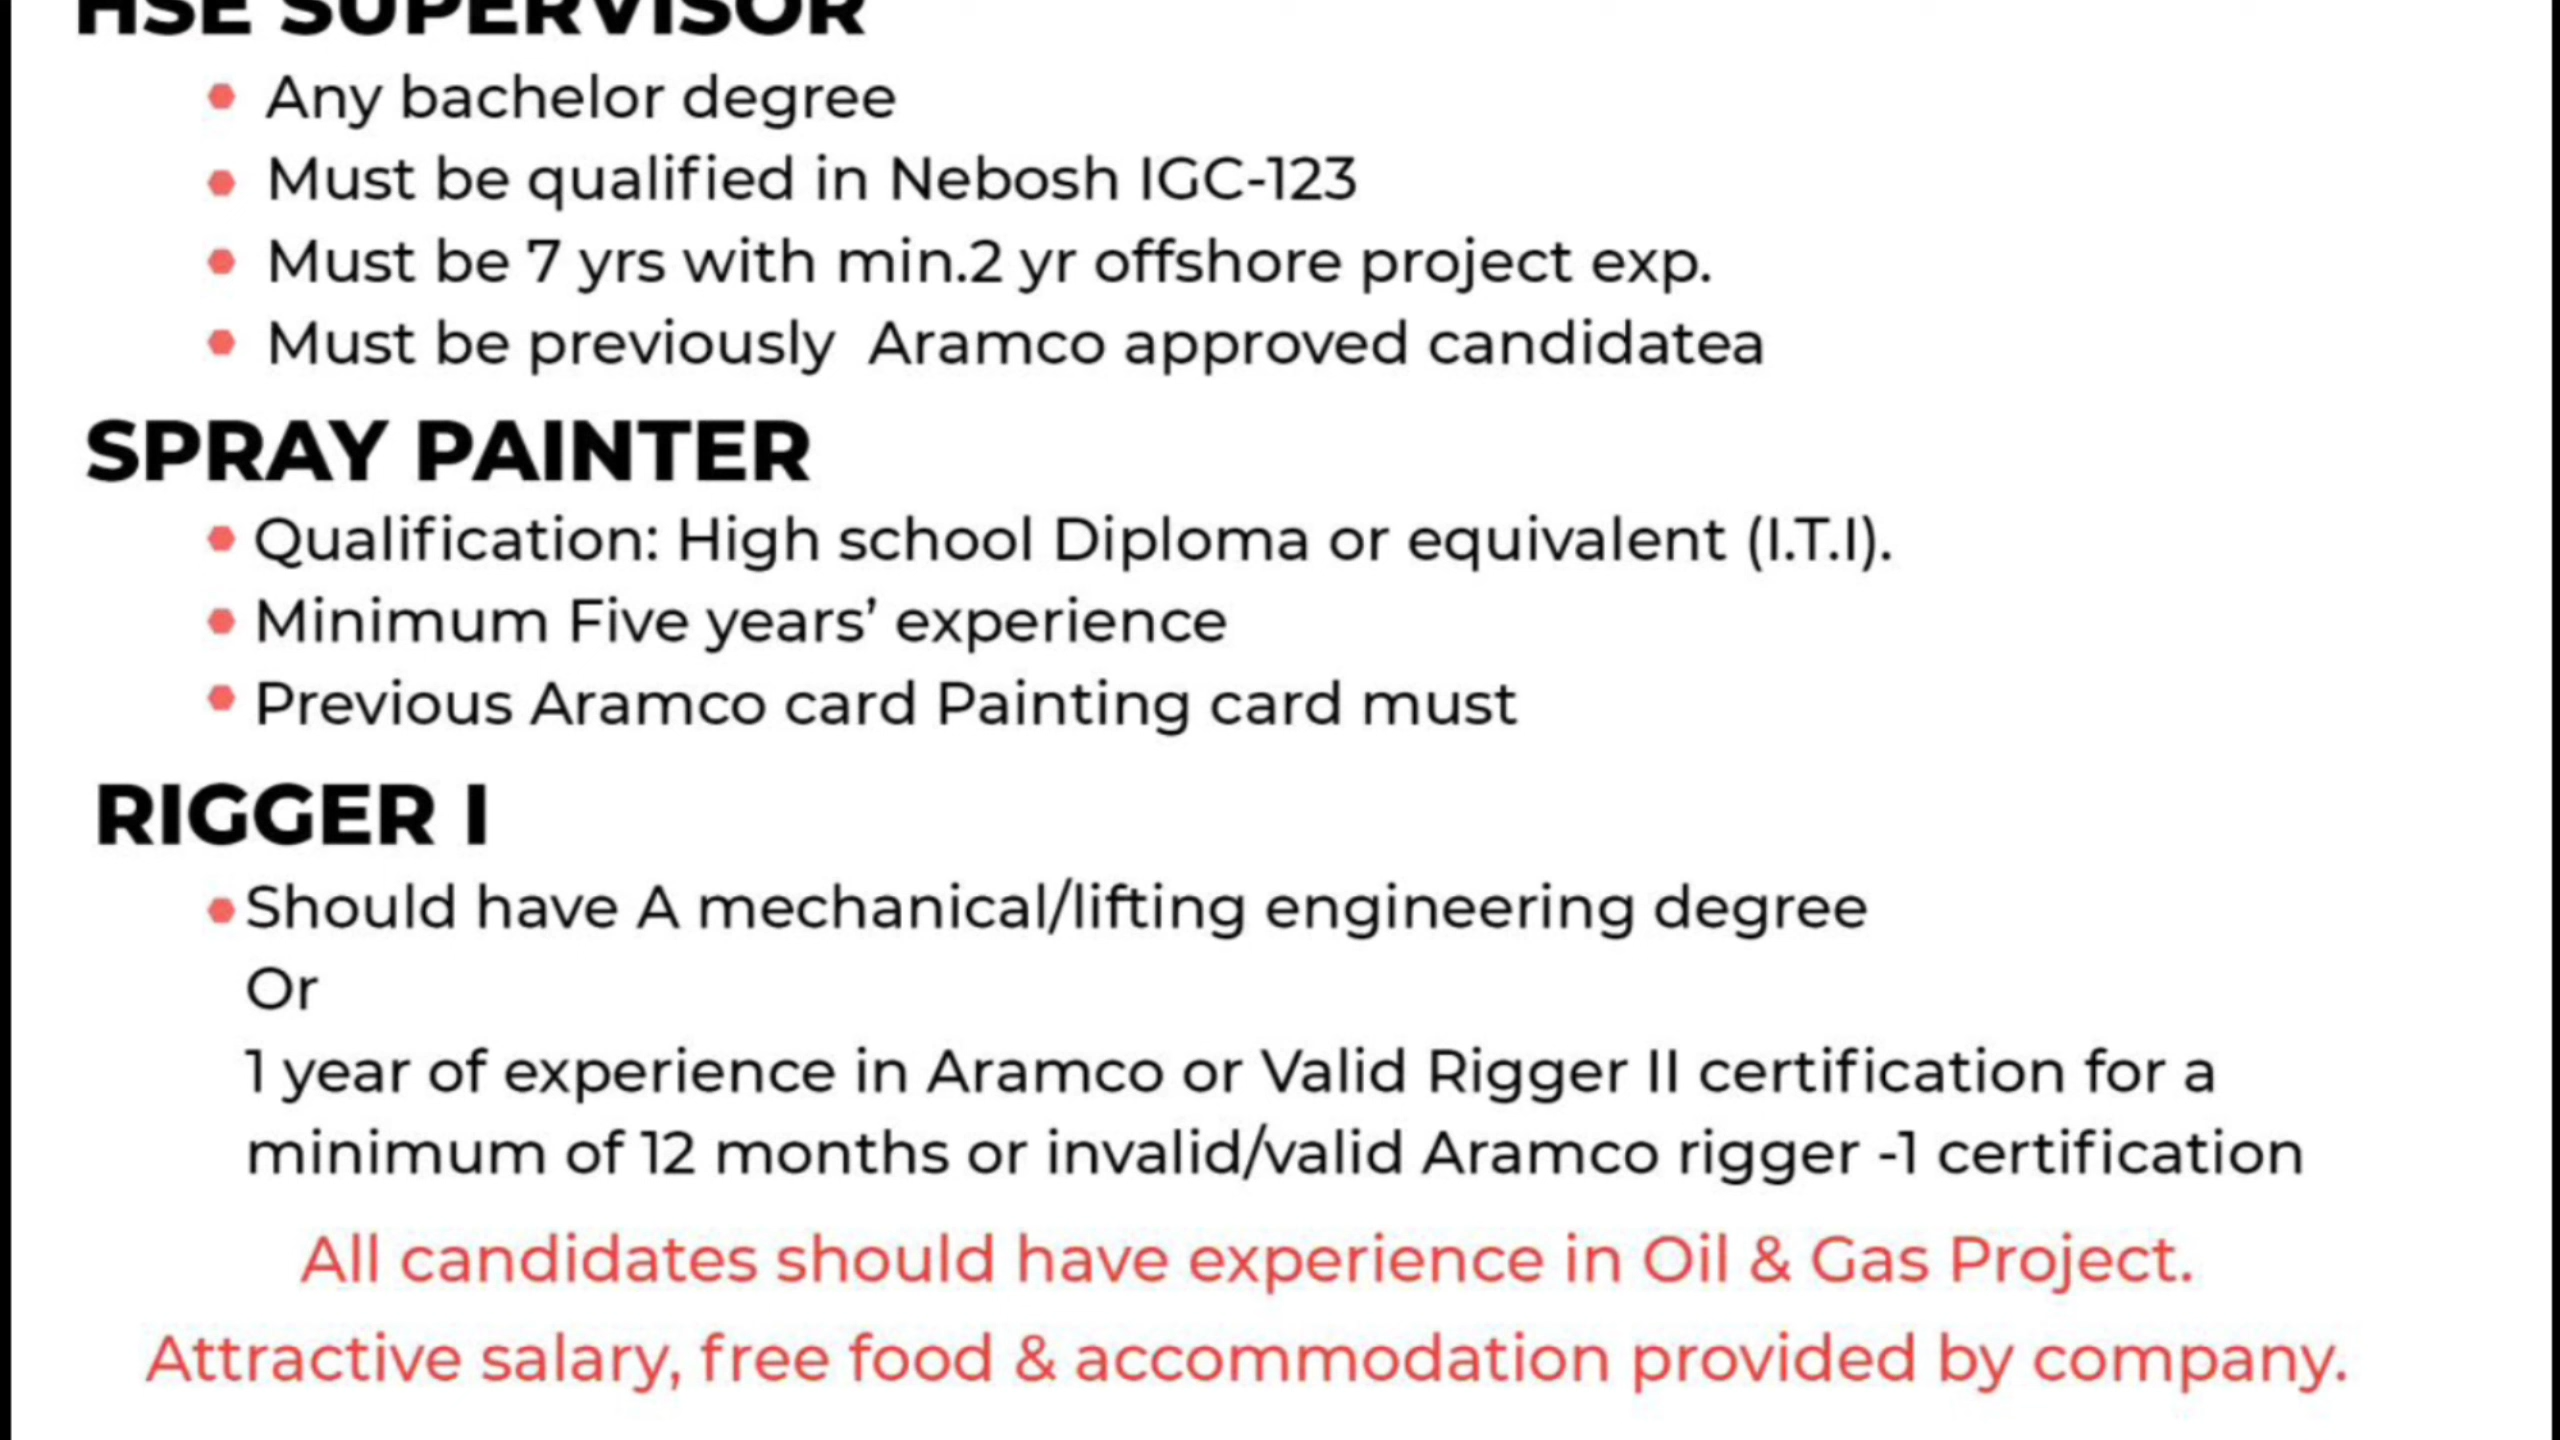 HSE SUPERVISOR
Any bachelor degree
Must be qualified in Nebosh IGC-123
Must be 7 yrs with min.2 yr offshore project exp.
Must be previously  Aramco approved candidatea
SPRAY PAINTER
Qualification: High school Diploma or equivalent (I.T.I).
Minimum Five years’ experience
Previous Aramco card Painting card must
RIGGER I
Should have A mechanical/lifting engineering degree
Or
1 year of experience in Aramco or Valid Rigger II certification for a
minimum of 12 months or invalid/valid Aramco rigger -1 certification
All candidates should have experience in Oil & Gas Project.
Attractive salary, free food & accommodation provided by company.